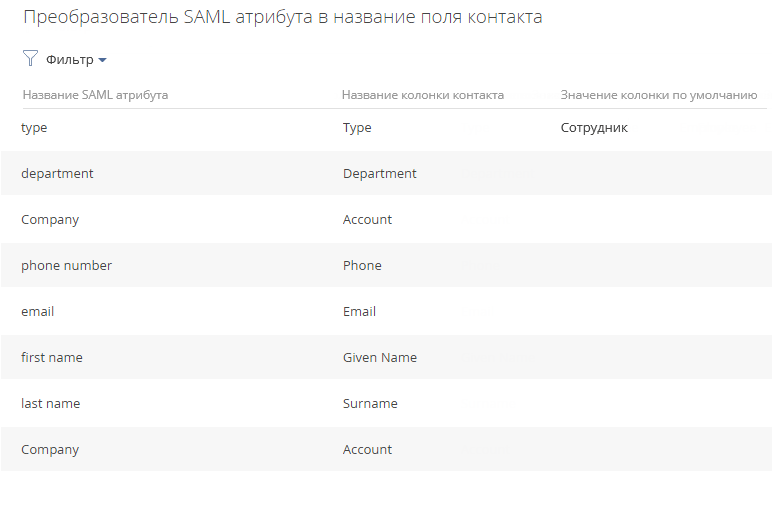 Преобразователь SAML атрибута в название поля контакта
Фильтр
Название SAML атрибута Название колонки контакта Значение колонки по умолчанию
type Type Сотрудник
department Department
Company Account
phone number Phone
email Email
first name Given Name
last name Surname
Company Account